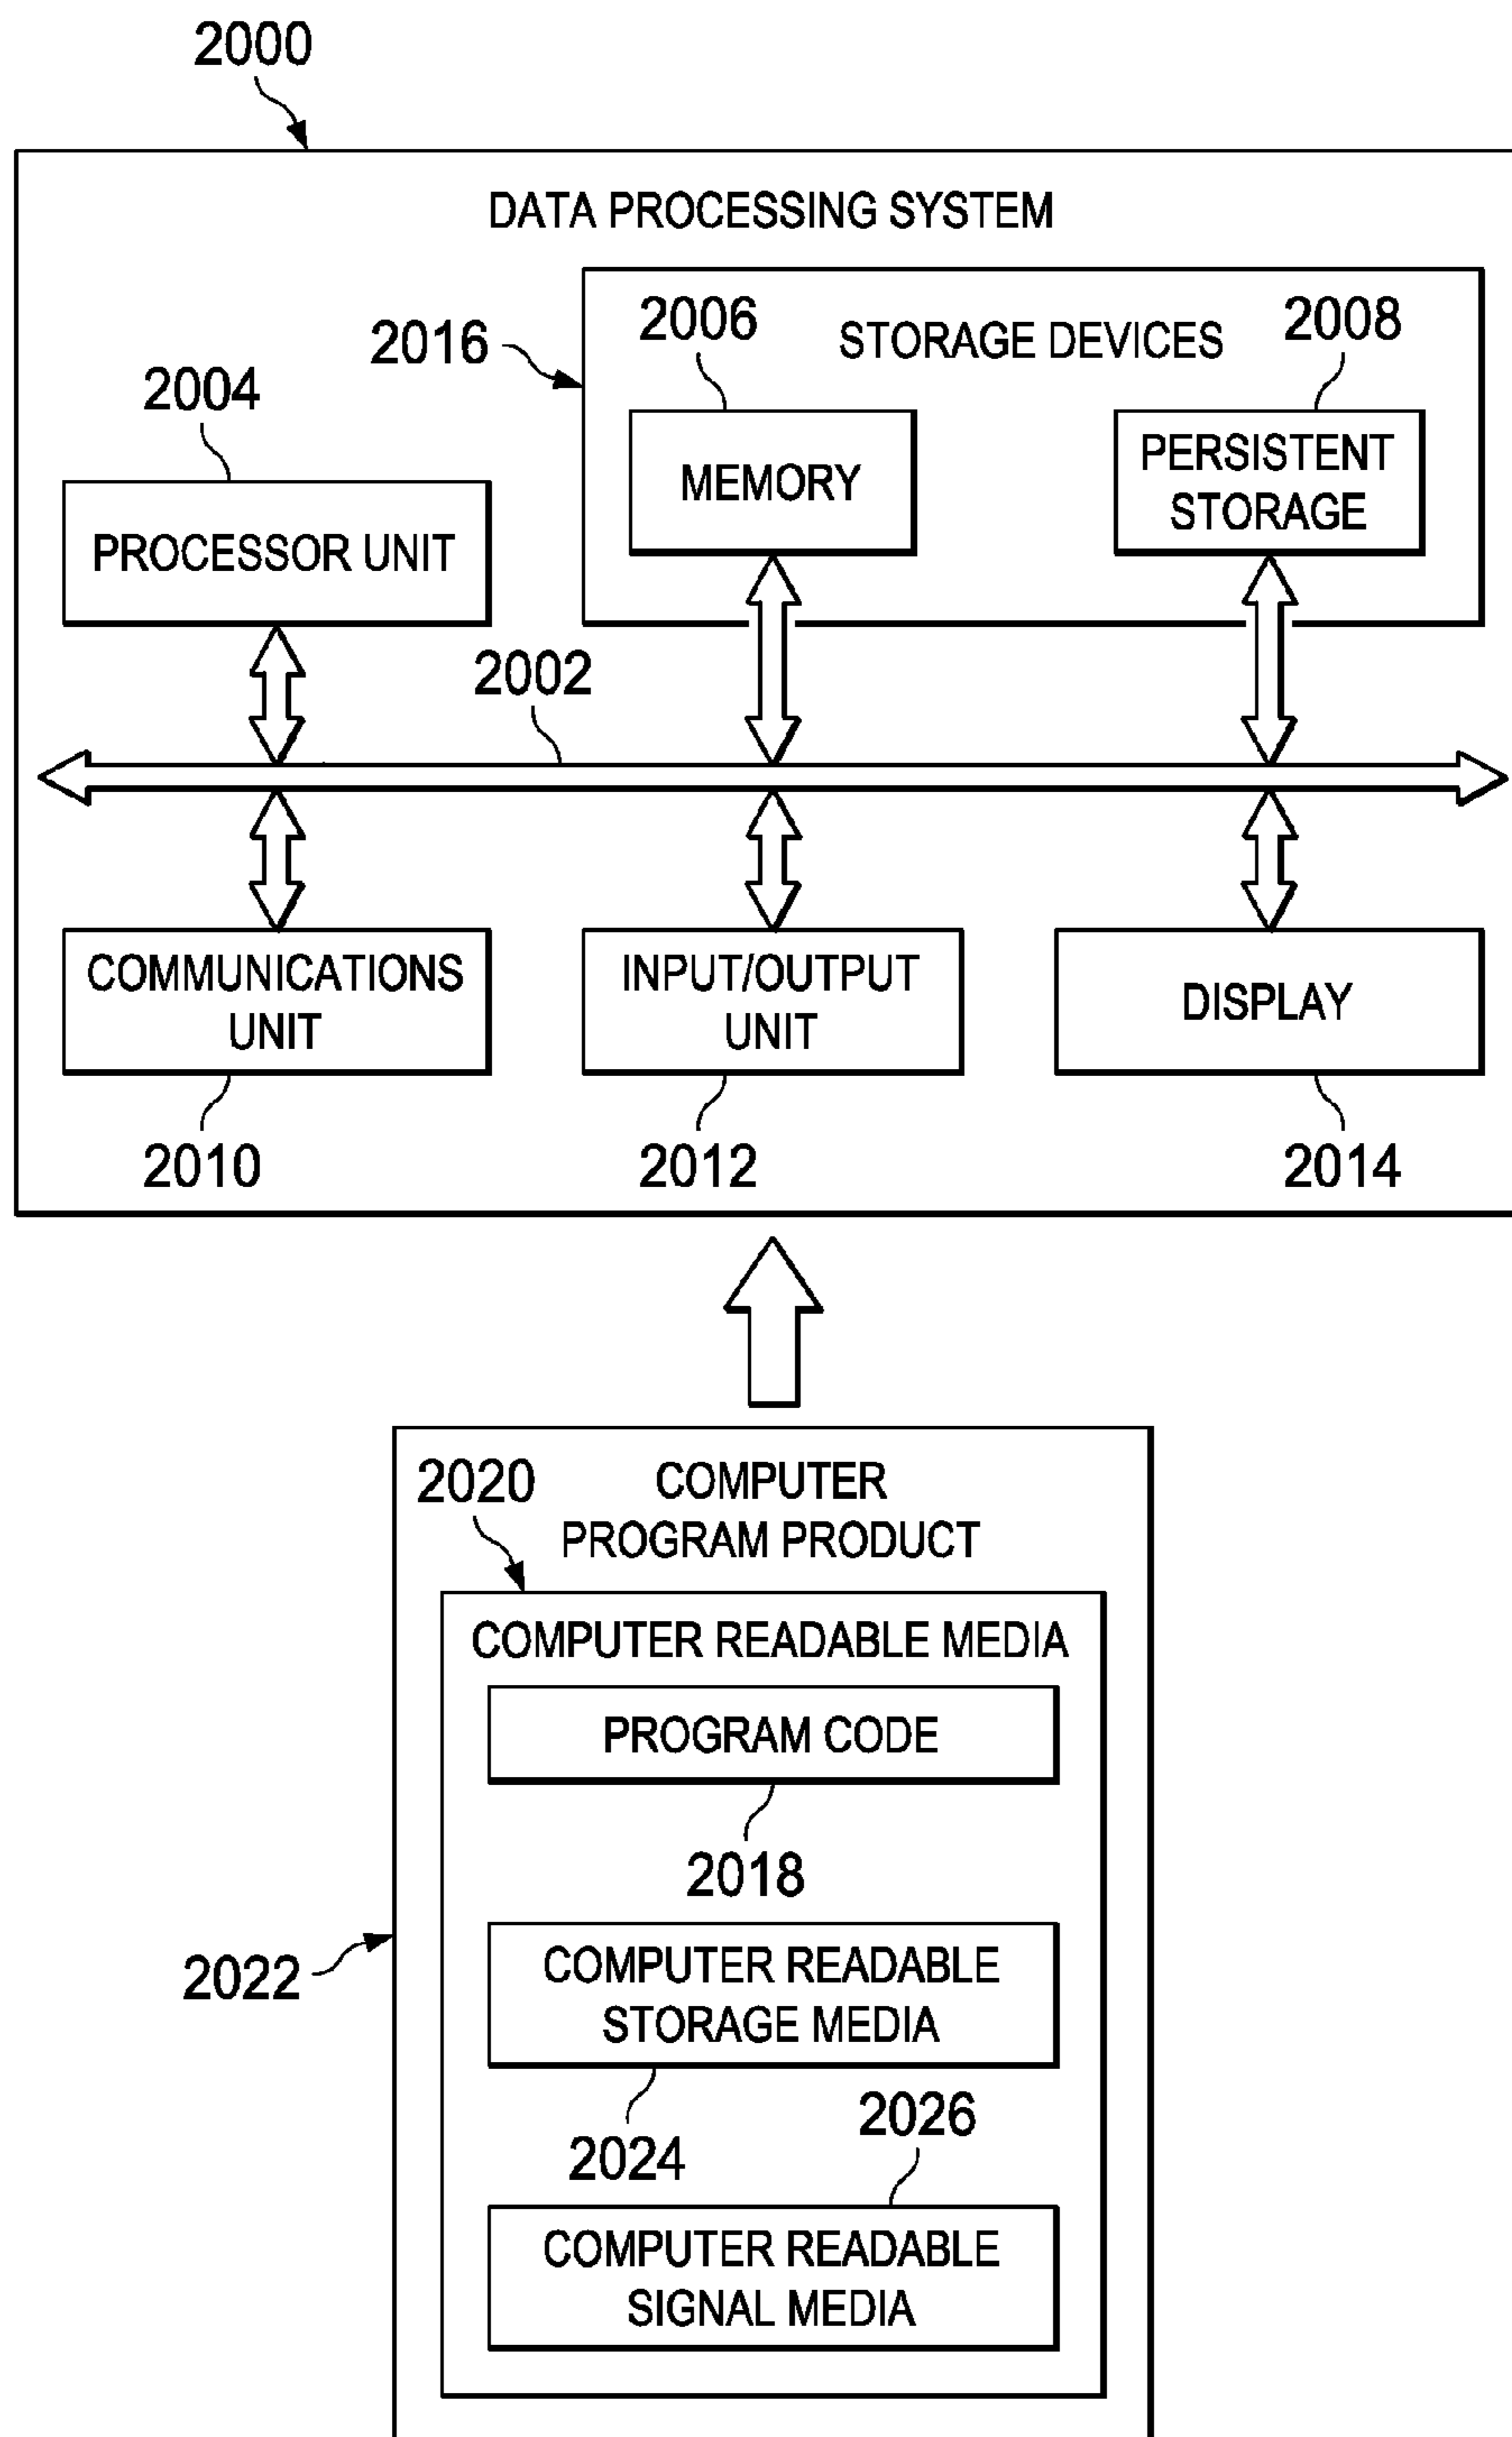 2000
DATA PROCESSING SYSTEM
2016
2006
STORAGE DEVICES
2008
2004
MEMORY
PERSISTENT
STORAGE
PROCESSOR UNIT
2002
COMMUNICATIONS
UNIT
INPUT/OUTPUT
UNIT
DISPLAY
2010
2012
2014
2020
COMPUTER
PROGRAM PRODUCT
COMPUTER READABLE MEDIA
PROGRAM CODE
2018
2022
COMPUTER READABLE
STORAGE MEDIA
2024
2026
COMPUTER READABLE
SIGNAL MEDIA